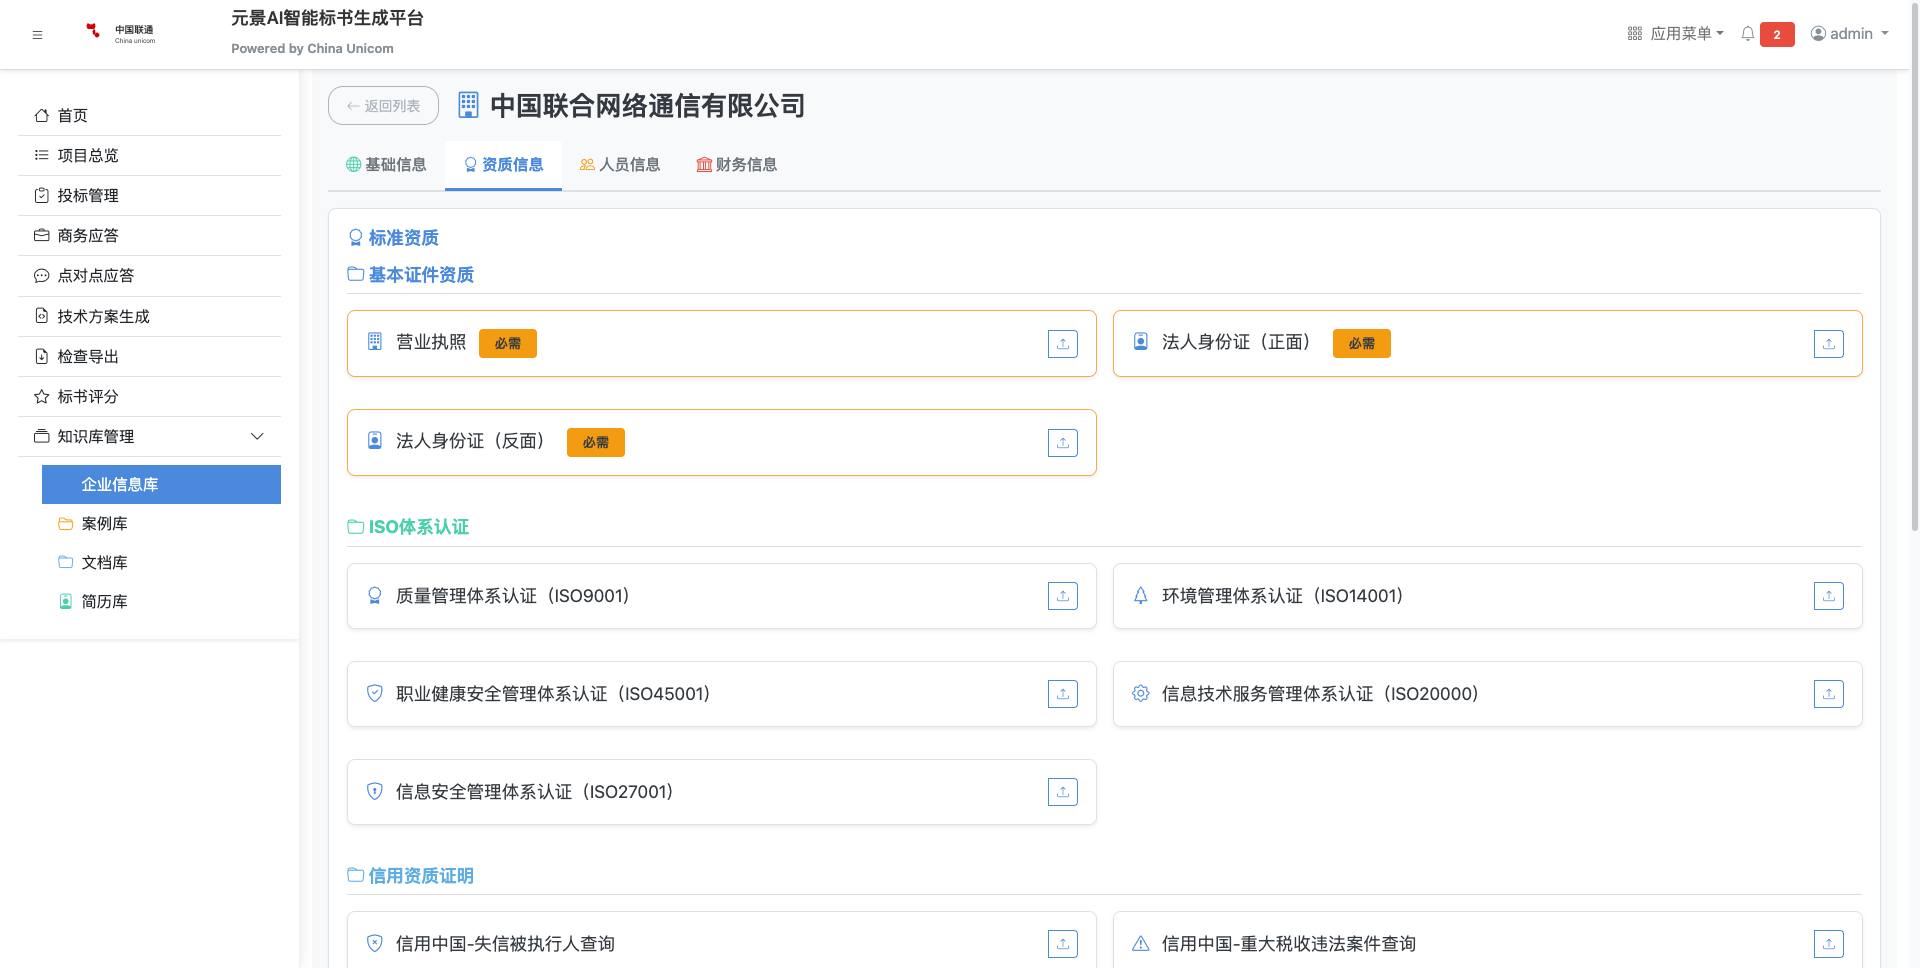 中国联通
China unicom
元景AI智能标书生成平台
Powered by China Unicom
应用菜单
2
admin
首页
项目总览
投标管理
商务应答
点对点应答
技术方案生成
检查导出
标书评分
知识库管理
企业信息库
案例库
文档库
简历库
返回列表
中国联合网络通信有限公司
基础信息
资质信息
人员信息
财务信息
标准资质
基本证件资质
营业执照 必需
法人身份证（正面） 必需
法人身份证（反面） 必需
ISO体系认证
质量管理体系认证（ISO9001）
环境管理体系认证（ISO14001）
职业健康安全管理体系认证（ISO45001）
信息技术服务管理体系认证（ISO20000）
信息安全管理体系认证（ISO27001）
信用资质证明
信用中国-失信被执行人查询
信用中国-重大税收违法案件查询